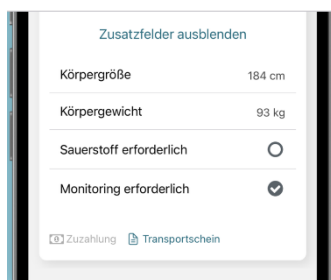 Zusatzfelder ausblenden
Körpergröße 184 cm
Körpergewicht 93 kg
Sauerstoff erforderlich
Monitoring erforderlich
Zuzahlung Transportschein